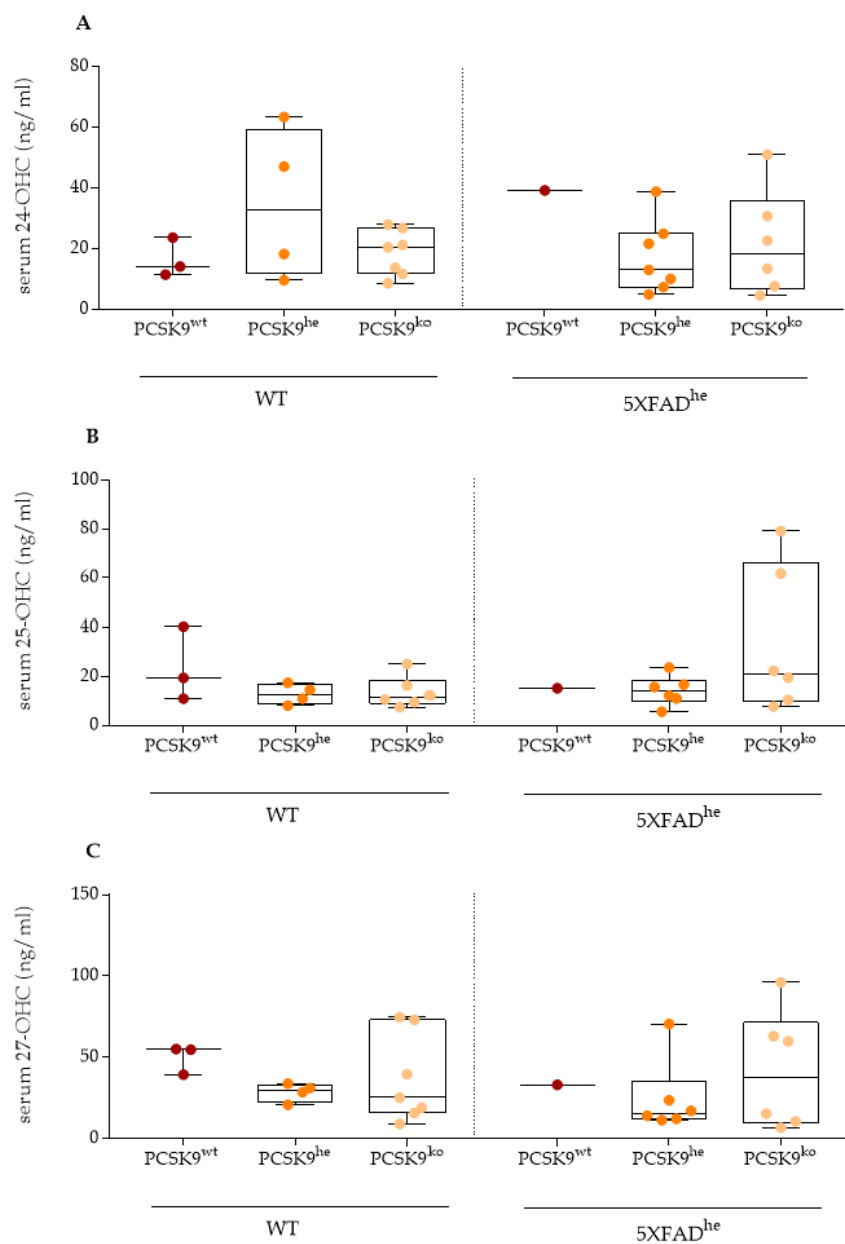 A
serum 24-OHC (ng/ml)
80
60
40
20
0
PCSK9wt PCSK9he PCSK9ko PCSK9wt PCSK9he PCSK9ko
WT 5XFADhe
B
serum 25-OHC (ng/ml)
100
80
60
40
20
0
PCSK9wt PCSK9he PCSK9ko PCSK9wt PCSK9he PCSK9ko
WT 5XFADhe
C
serum 27-OHC (ng/ml)
150
100
50
0
PCSK9wt PCSK9he PCSK9ko PCSK9wt PCSK9he PCSK9ko
WT 5XFADhe